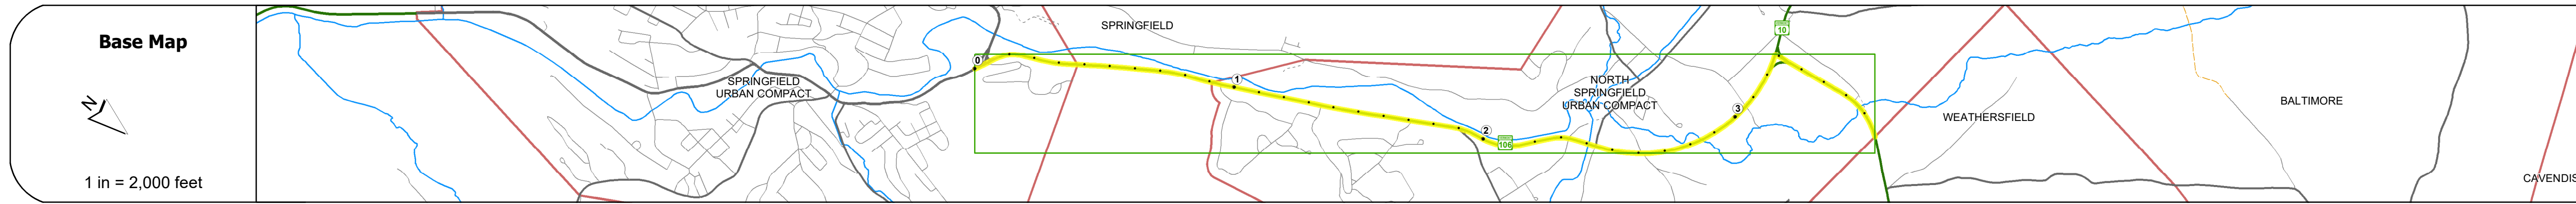 Base Map
N
1 in = 2,000 feet
SPRINGFIELD
URBAN COMPACT
0
SPRINGFIELD
1
2
106
NORTH
SPRINGFIELD
URBAN COMPACT
3
10
WEATHERSFIELD
BALTIMORE
CAVENDIS